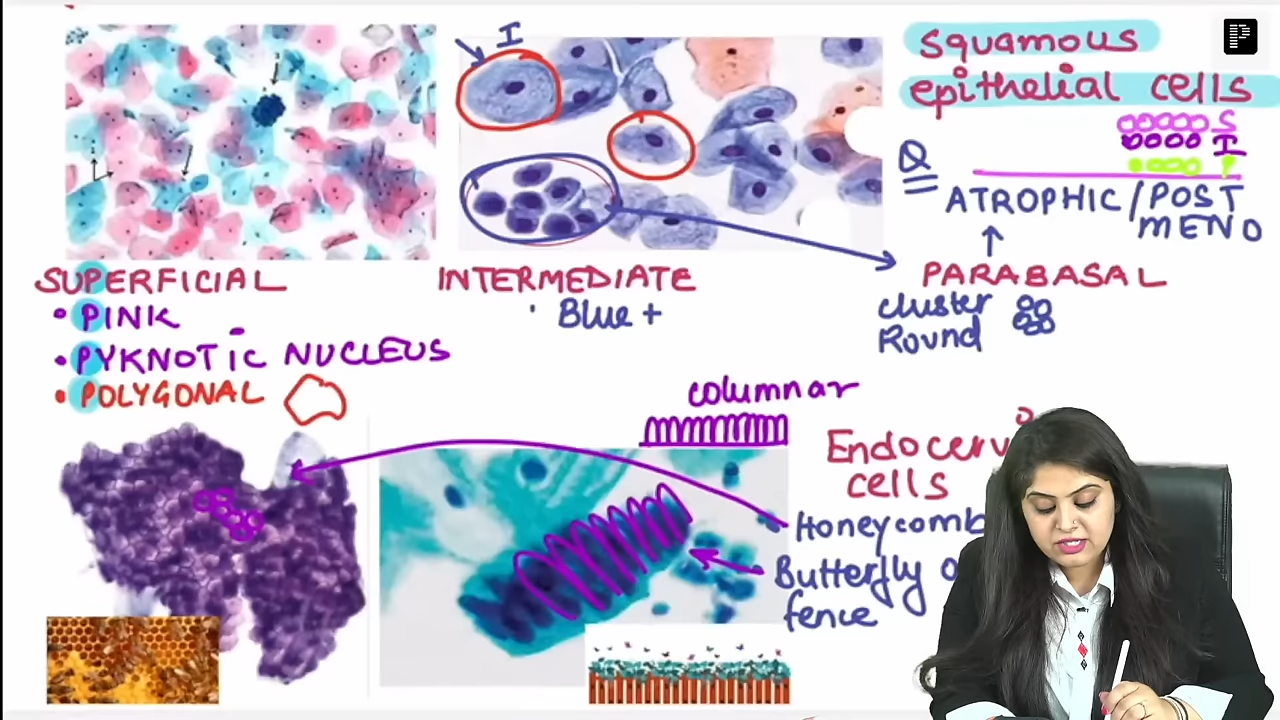 I
Squamous
epithelial cells
S
I
Q
ATROPHIC / POST
MENO
SUPERFICIAL
INTERMEDIATE
PARABASAL
• PINK
• Blue +
cluster
Round
• PYKNOTIC NUCLEUS
• POLYGONAL
columnar
cells
Honeycomb
Butterfly
fence